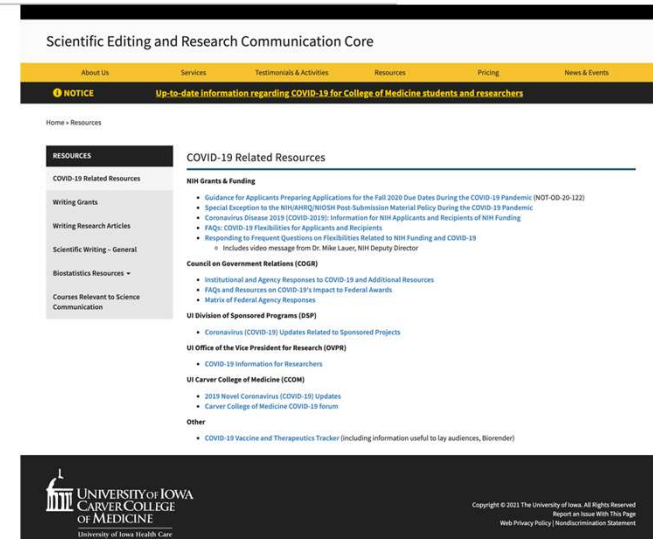 Scientific Editing and Research Communication Core
About Us Services Testimonials & Activities Resources Pricing News & Events
NOTICE Up-to-date information regarding COVID-19 for College of Medicine students and researchers
Home » Resources
RESOURCES
COVID-19 Related Resources
Writing Grants
Writing Research Articles
Scientific Writing - General
Biostatistics Resources
Courses Relevant to Science
Communication
COVID-19 Related Resources
NIH Grants & Funding
• Guidance for Applicants Preparing Applications for the Fall 2020 Due Dates During the COVID-19 Pandemic (NOT-OD-20-122)
• Special Exception to the NIH/AHRQ/NIOSH Post-Submission Material Policy During the COVID-19 Pandemic
• Coronavirus Disease 2019 (COVID-2019): Information for NIH Applicants and Recipients of NIH Funding
• FAQs: COVID-19 Flexibilities for Applicants and Recipients
• Responding to Frequent Questions on Flexibilities Related to NIH Funding and COVID-19
Includes video message from Dr. Mike Lauer, NIH Deputy Director
Council on Government Relations (COGR)
• Institutional and Agency Responses to COVID-19 and Additional Resources
• FAQs and Resources on COVID-19's Impact to Federal Awards
• Matrix of Federal Agency Responses
UI Division of Sponsored Programs (DSP)
• Coronavirus (COVID-19) Updates Related to Sponsored Projects
UI Office of the Vice President for Research (OVPR)
• COVID-19 Information for Researchers
UI Carver College of Medicine (CCOM)
• 2019 Novel Coronavirus (COVID-19) Updates
• Carver College of Medicine COVID-19 forum
Other
• COVID-19 Vaccine and Therapeutics Tracker (including information useful to lay audiences, Biorender)
UNIVERSITY OF IOWA
CARVER COLLEGE
OF MEDICINE
University of Iowa Health Care
Copyright © 2021 The University of Iowa. All Rights Reserved
Report an Issue With This Page
Web Privacy Policy | Nondiscrimination Statement